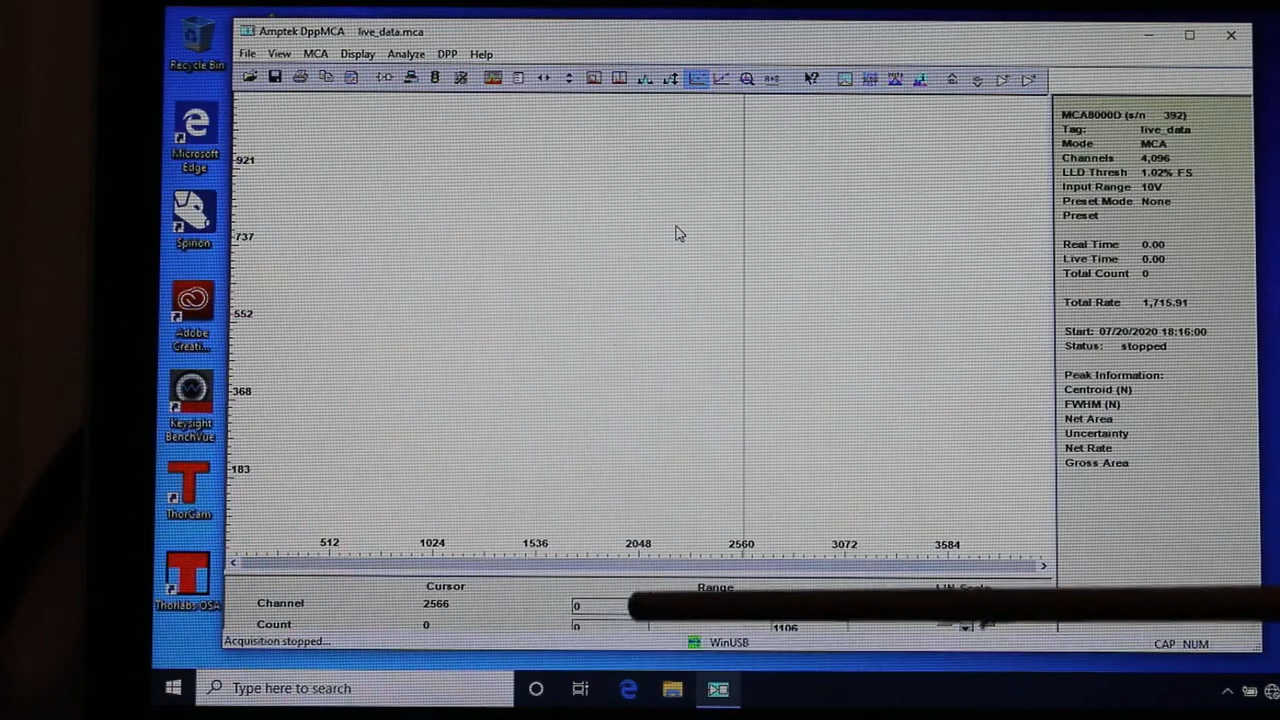 Amptek DppMCA live_data.mca
File View MCA Display Analyze DPP Help
Recycle Bin
Microsoft
Edge
Spinon
Adobe
Creati...
Keysight
BenchVue
ThorCam
Thorlabs OSA
921
737
552
368
183
512 1024 1536 2048 2560 3072 3584
MCA8000D (s/n 392)
Tag: live_data
Mode MCA
Channels 4,096
LLD Thresh 1.02% FS
Input Range 10V
Preset Mode None
Preset
Real Time 0.00
Live Time 0.00
Total Count 0
Total Rate 1,715.91
Start: 07/20/2020 18:16:00
Status: stopped
Peak Information:
Centroid (N)
FWHM (N)
Net Area
Uncertainty
Net Rate
Gross Area
Cursor Range LIN Scale
Channel 2566 0
Count 0 0 1106
Acquisition stopped... WinUSB CAP NUM
Type here to search